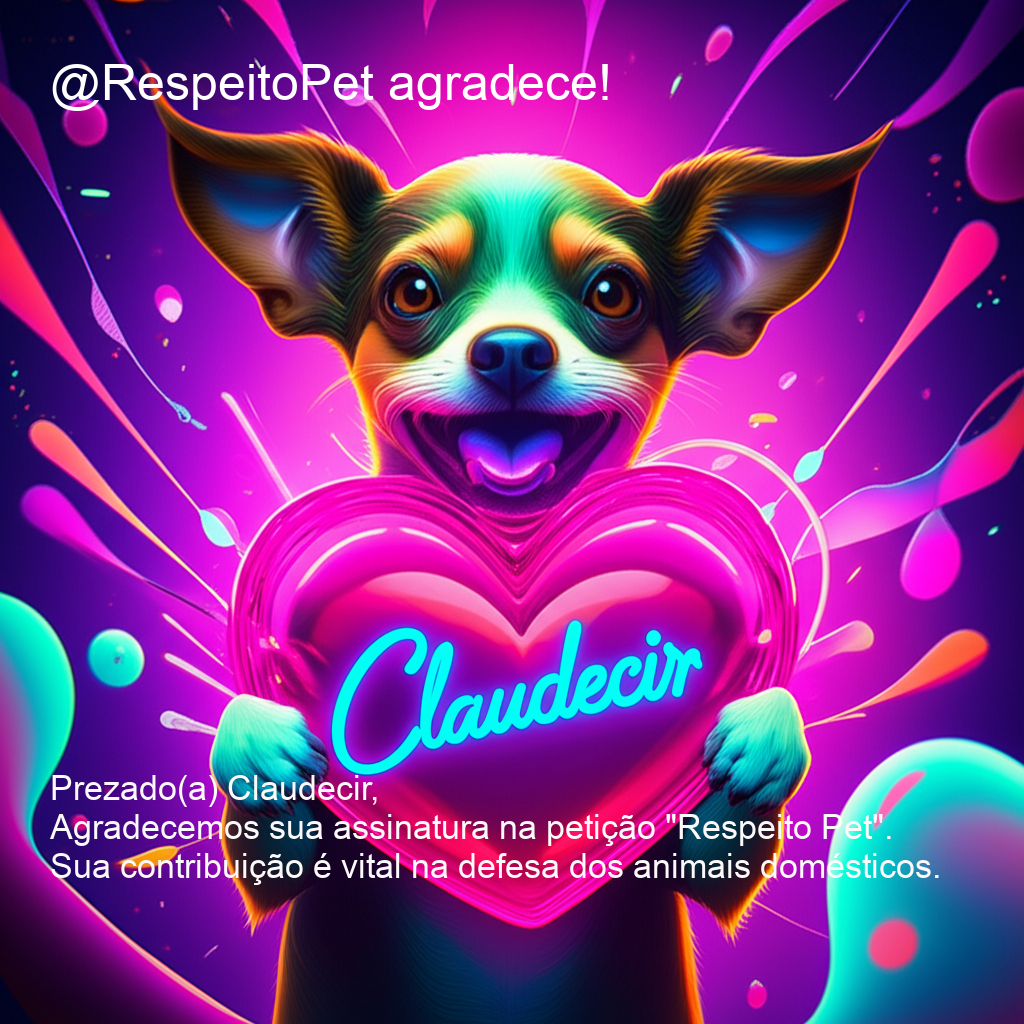 @RespeitoPet agradece!
Claudecir
Prezado(a) Claudecir,
Agradecemos sua assinatura na petição "Respeito Pet".
Sua contribuição é vital na defesa dos animais domésticos.